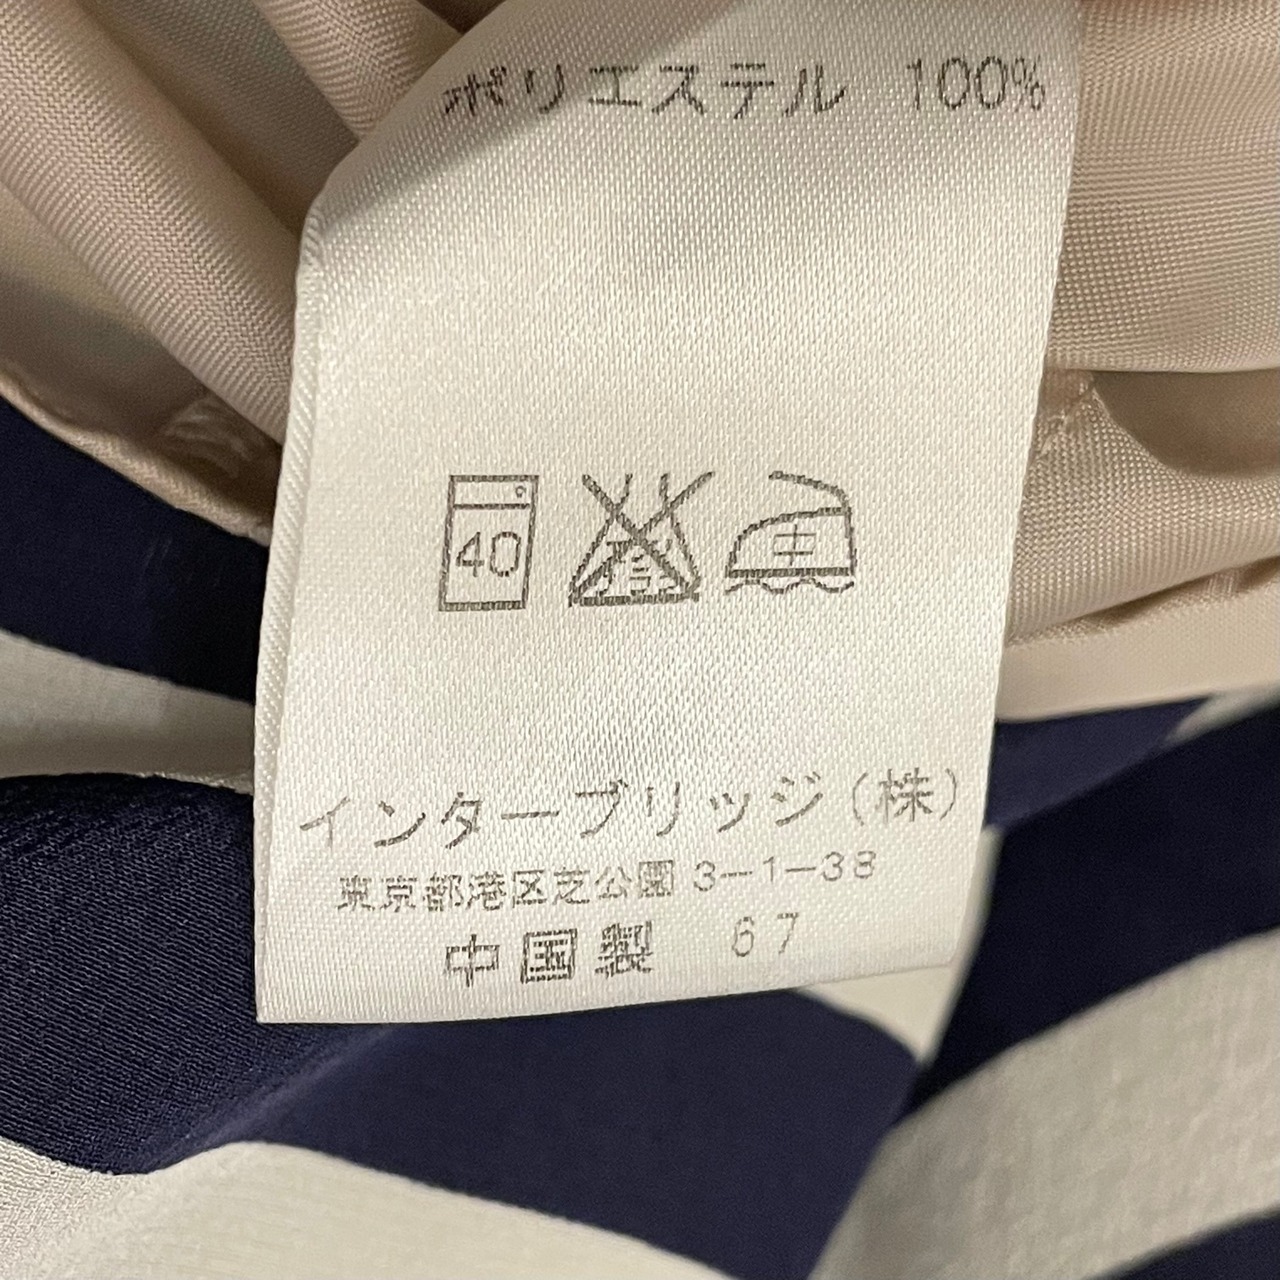 ポリエステル 100%
40 中
インターブリッジ(株)
東京都港区芝公園 3-1-38
中国製 67